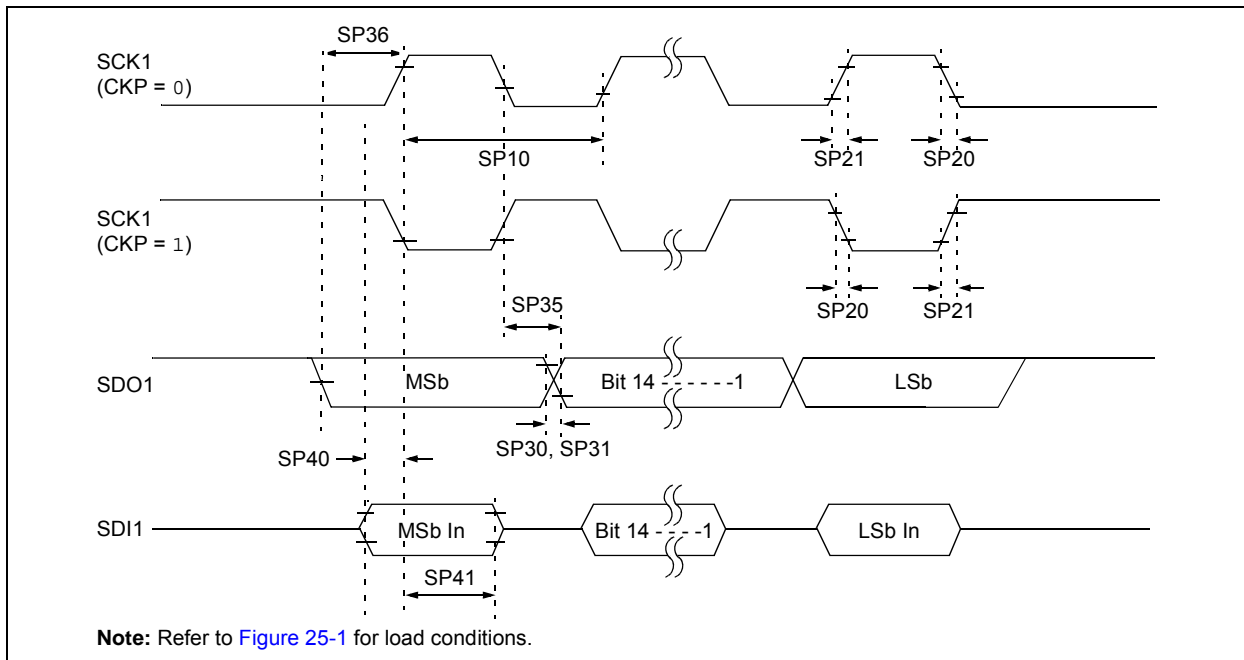 SP36
SCK1
(CKP = 0)
SP10
SP21
SP20
SCK1
(CKP = 1)
SP35
SP20
SP21
SDO1
MSb
Bit 14 - - - - - -1
LSb
SP30, SP31
SP40
SDI1
MSb In
Bit 14 - - - -1
LSb In
SP41
Note: Refer to Figure 25-1 for load conditions.